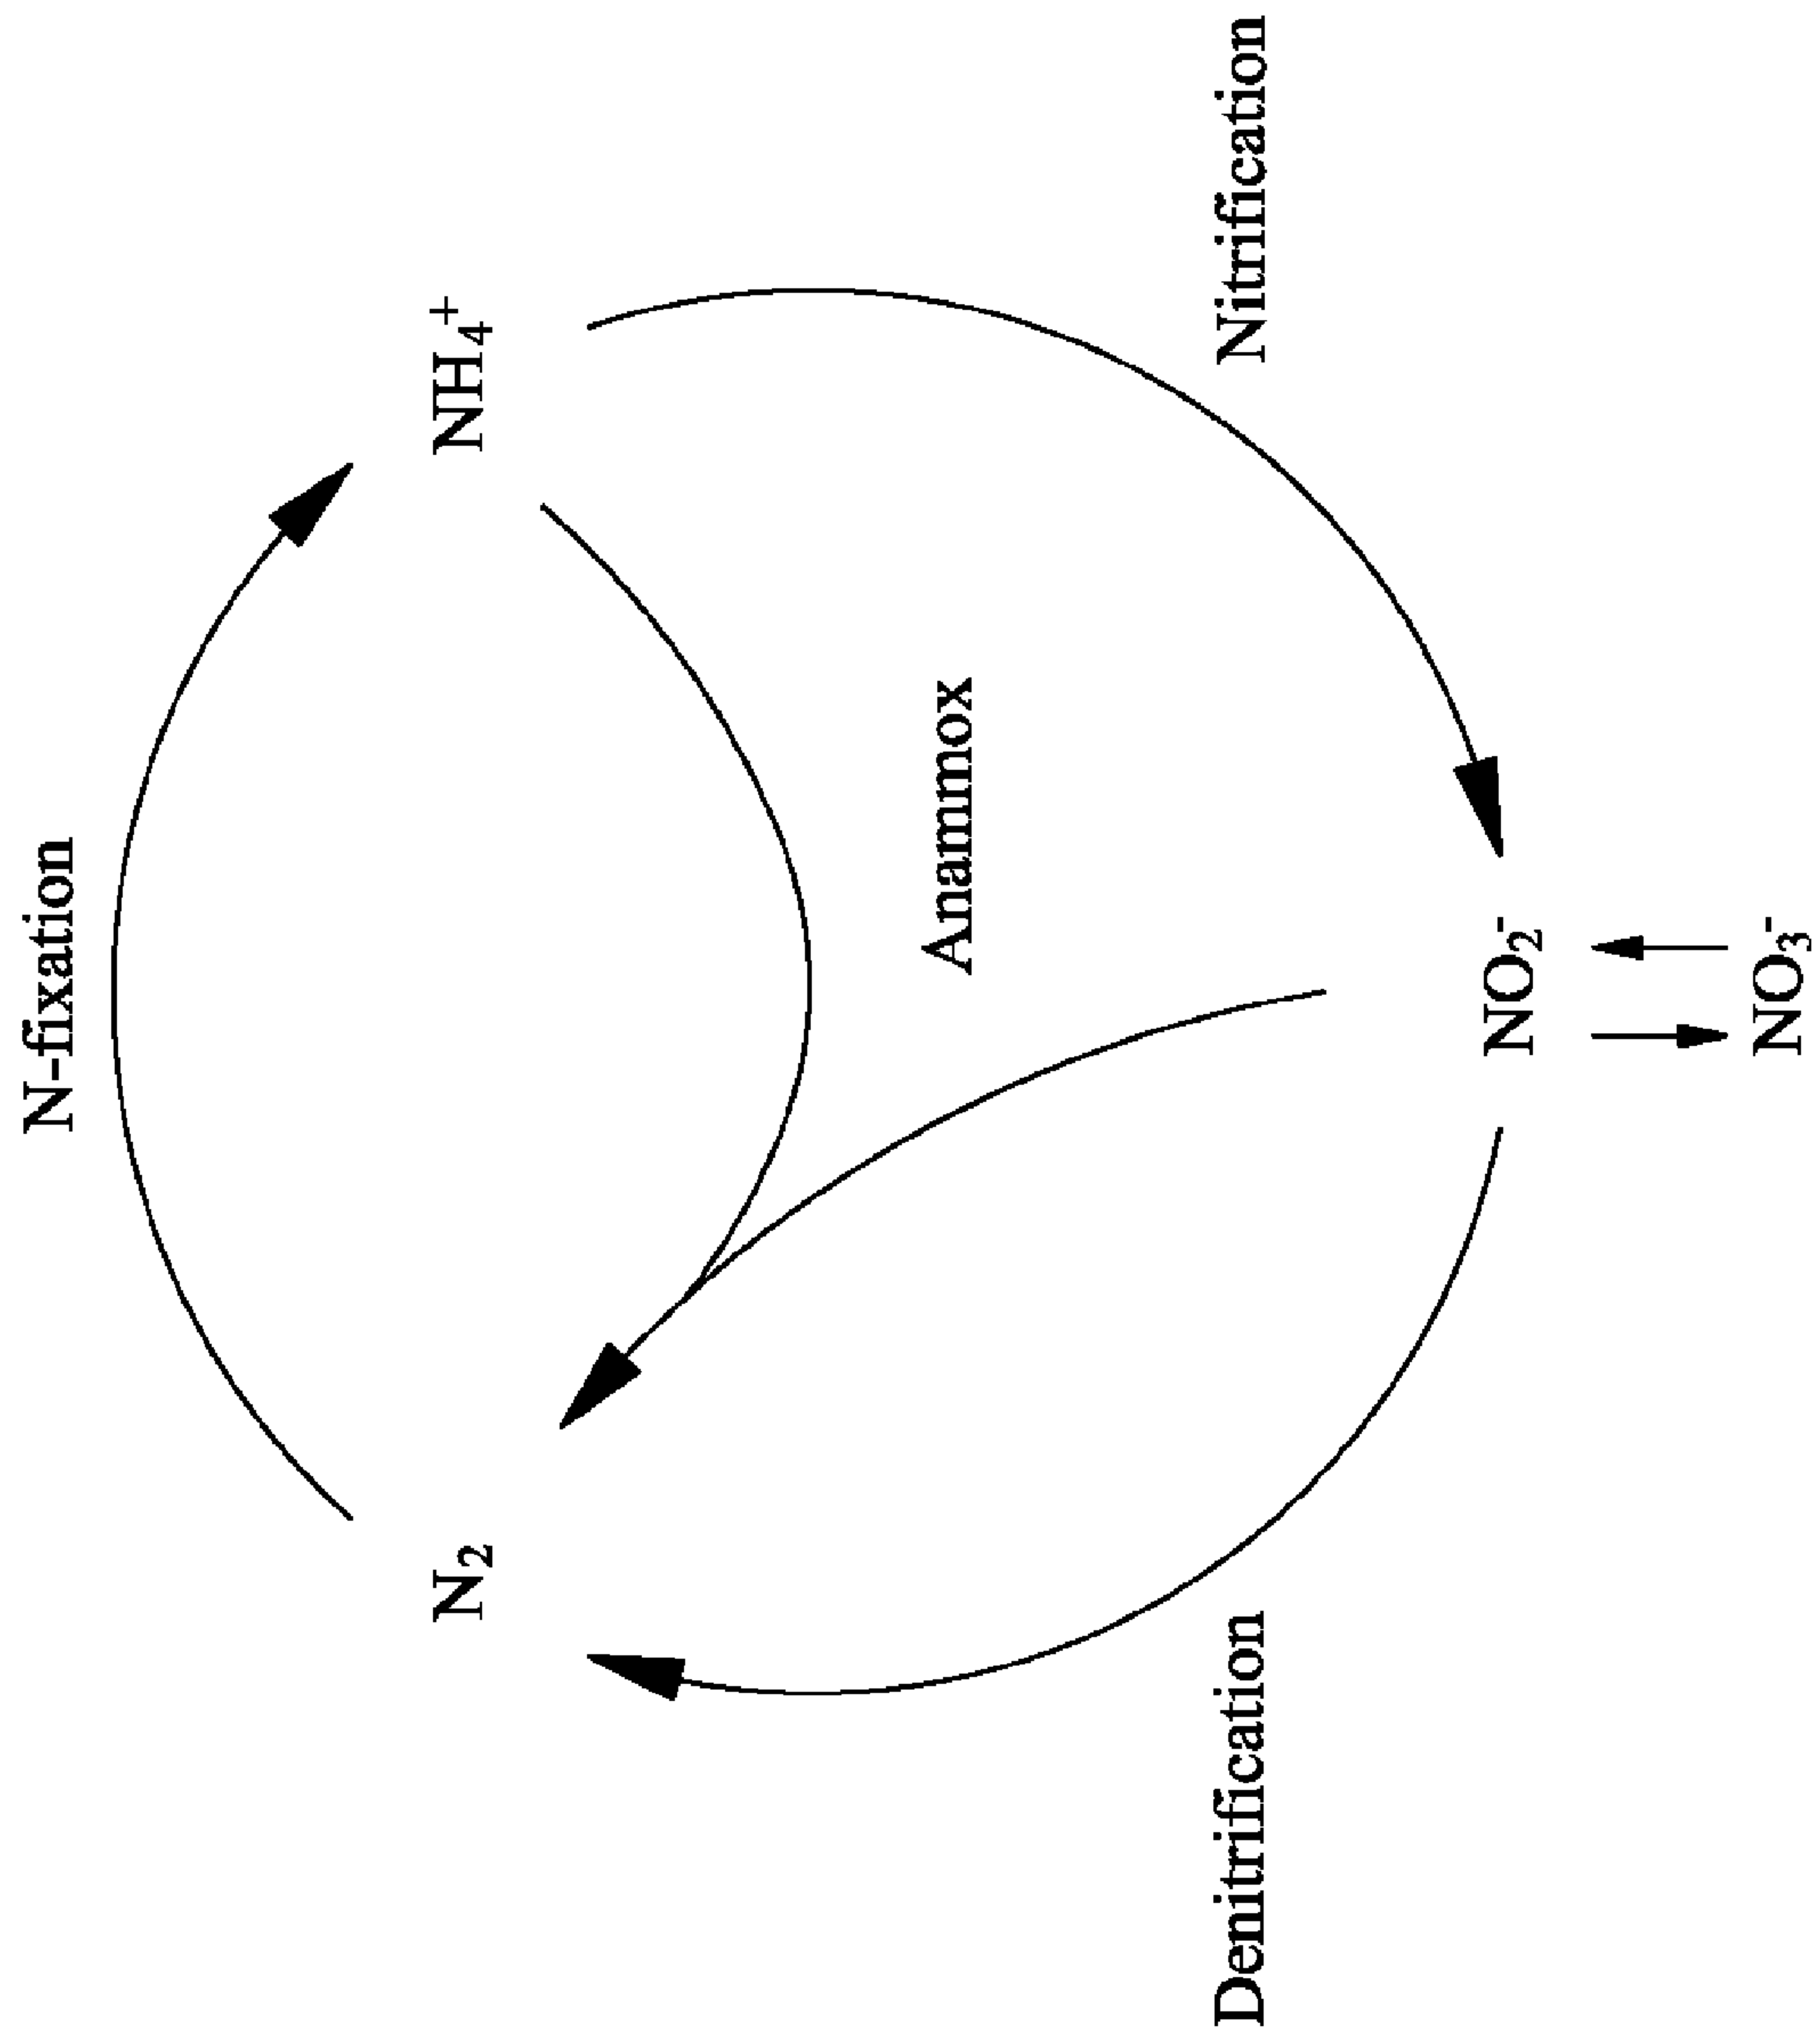 N-fixation
N₂
NH₄⁺
Anammox
Denitrification
Nitrification
NO₂⁻
NO₃⁻